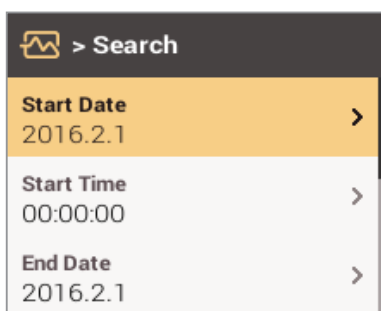 > Search
Start Date
2016.2.1
Start Time
00:00:00
End Date
2016.2.1